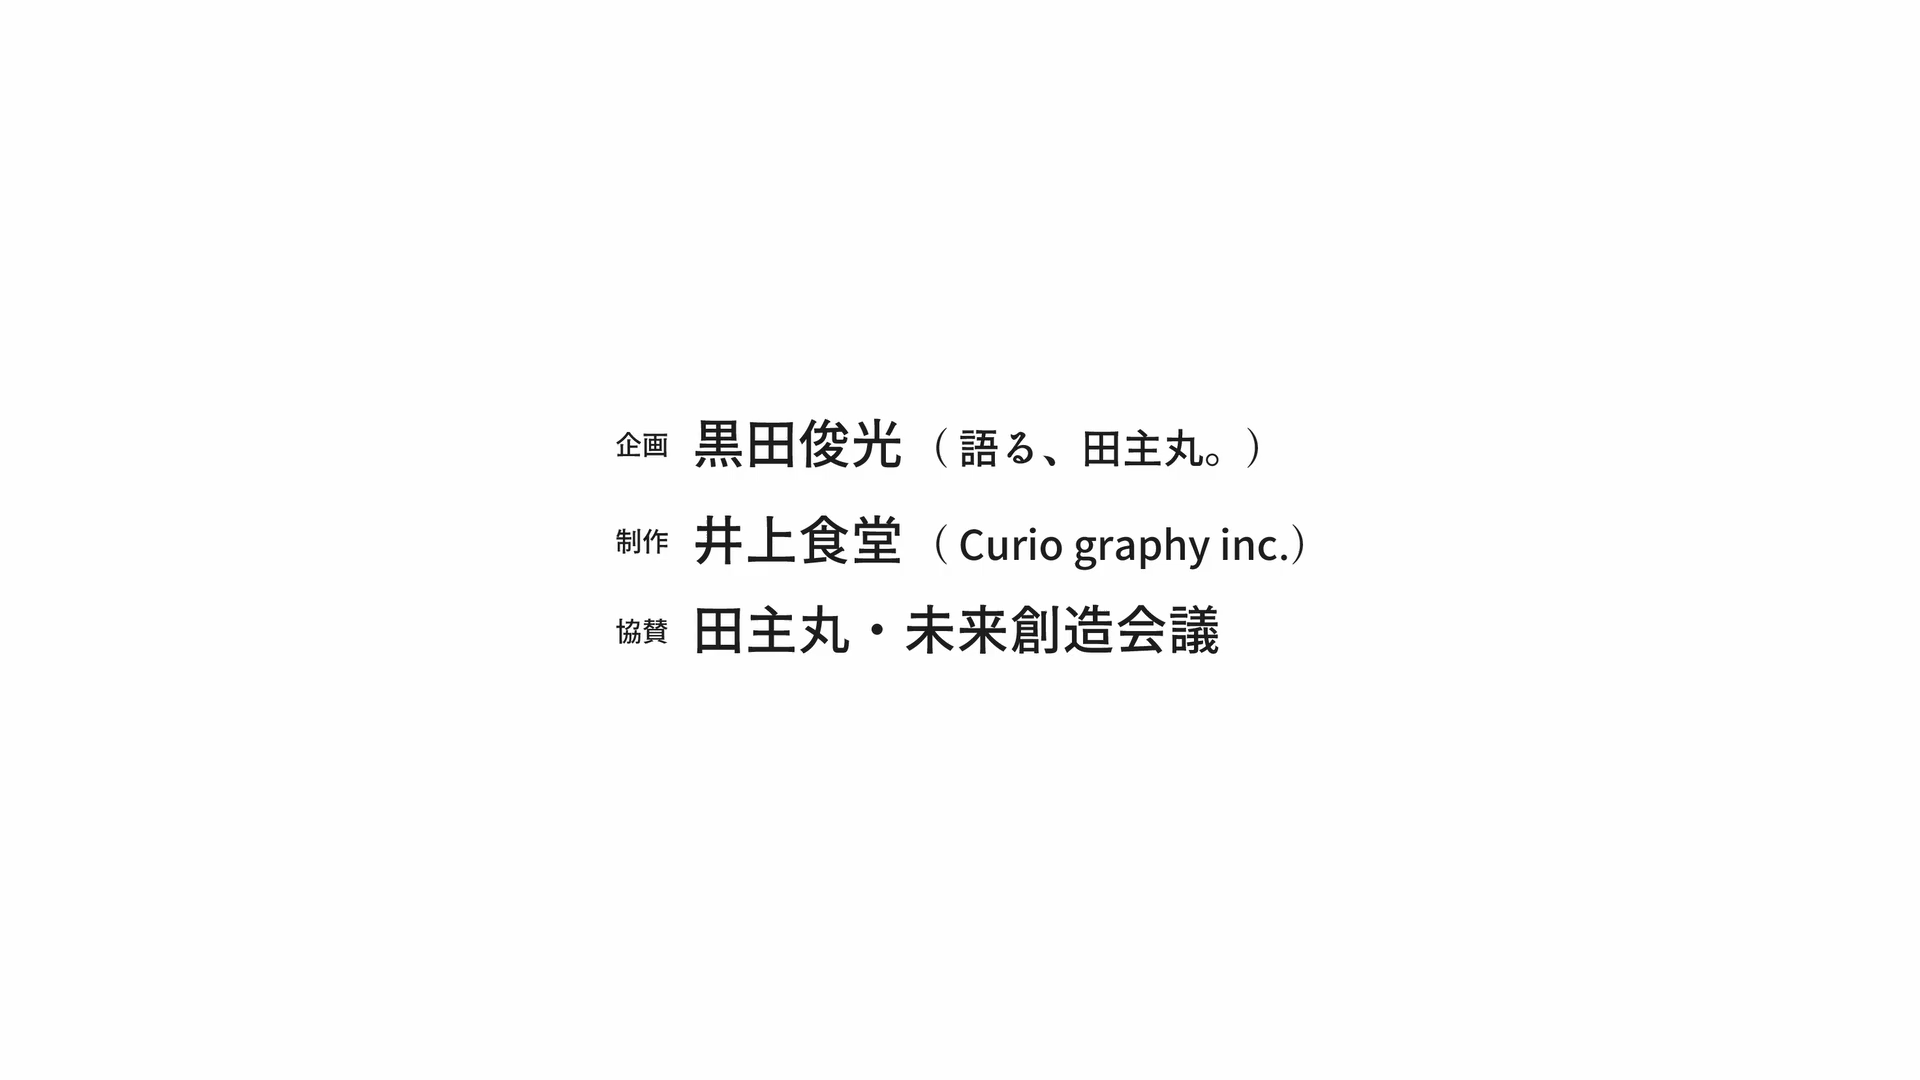 企画 黒田俊光 （ 語る、田主丸。）
制作 井上食堂 （ Curio graphy inc.）
協賛 田主丸・未来創造会議